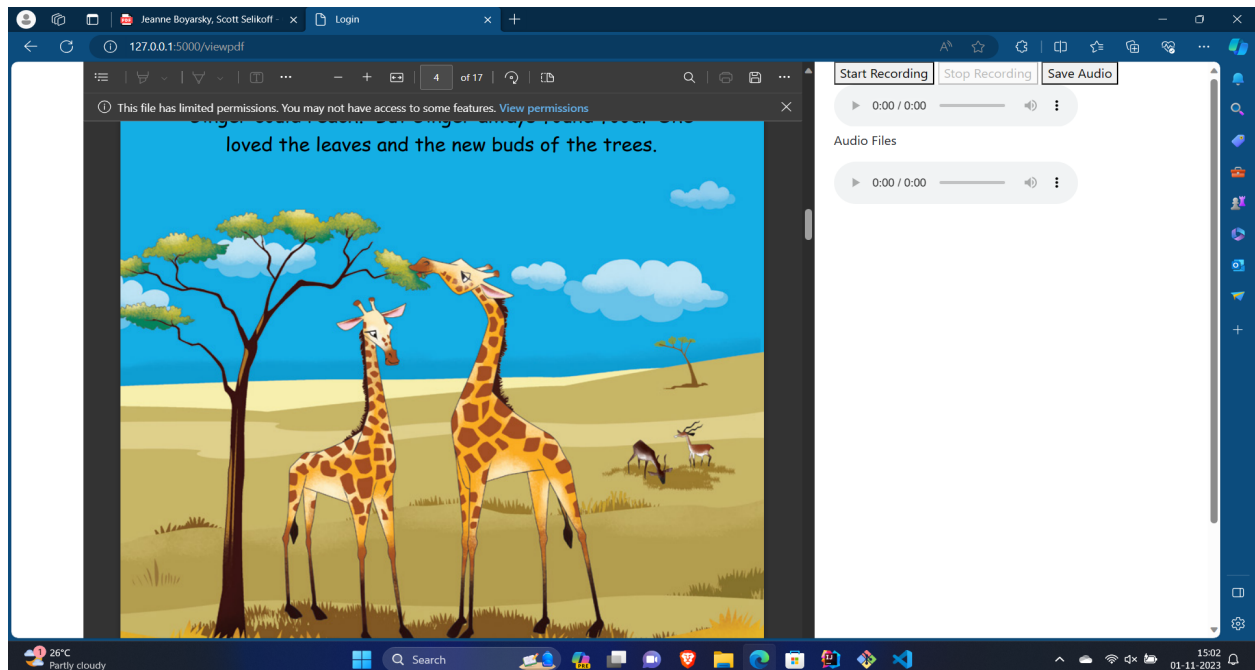 Jeanne Boyarsky, Scott Selikoff -
Login
127.0.0.1:5000/viewpdf
4 of 17
This file has limited permissions. You may not have access to some features. View permissions
loved the leaves and the new buds of the trees.
Start Recording Stop Recording Save Audio
0:00 / 0:00
Audio Files
0:00 / 0:00
1
26°C
Partly cloudy
Search
PRE
15:02
01-11-2023